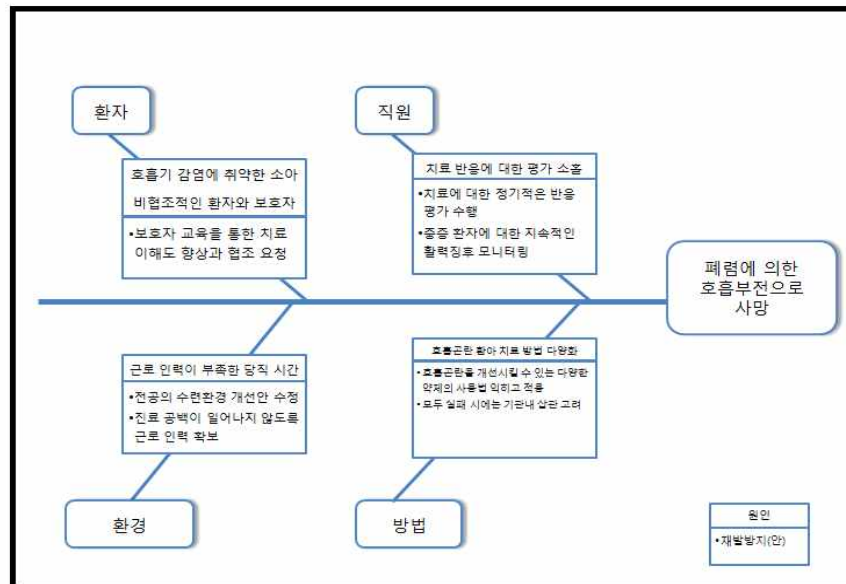 환자
직원
호흡기 감염에 취약한 소아
비협조적인 환자와 보호자
•보호자 교육을 통한 치료
이해도 향상과 협조 요청
치료 반응에 대한 평가 소홀
•치료에 대한 정기적은 반응
평가 수행
•중증 환자에 대한 지속적인
활력징후 모니터링
폐렴에 의한
호흡부전으로
사망
근로 인력이 부족한 당직 시간
•전공의 수련환경 개선안 수정
•진료 공백이 일어나지 않도록
근로 인력 확보
호흡곤란 환아 치료 방법 다양화
•호흡곤란을 개선시킬 수 있는 다양한
약제의 사용법 익히고 적용
•모두 실패 시에는 기관내 삽관 고려
환경
방법
원인
•재발방지(안)